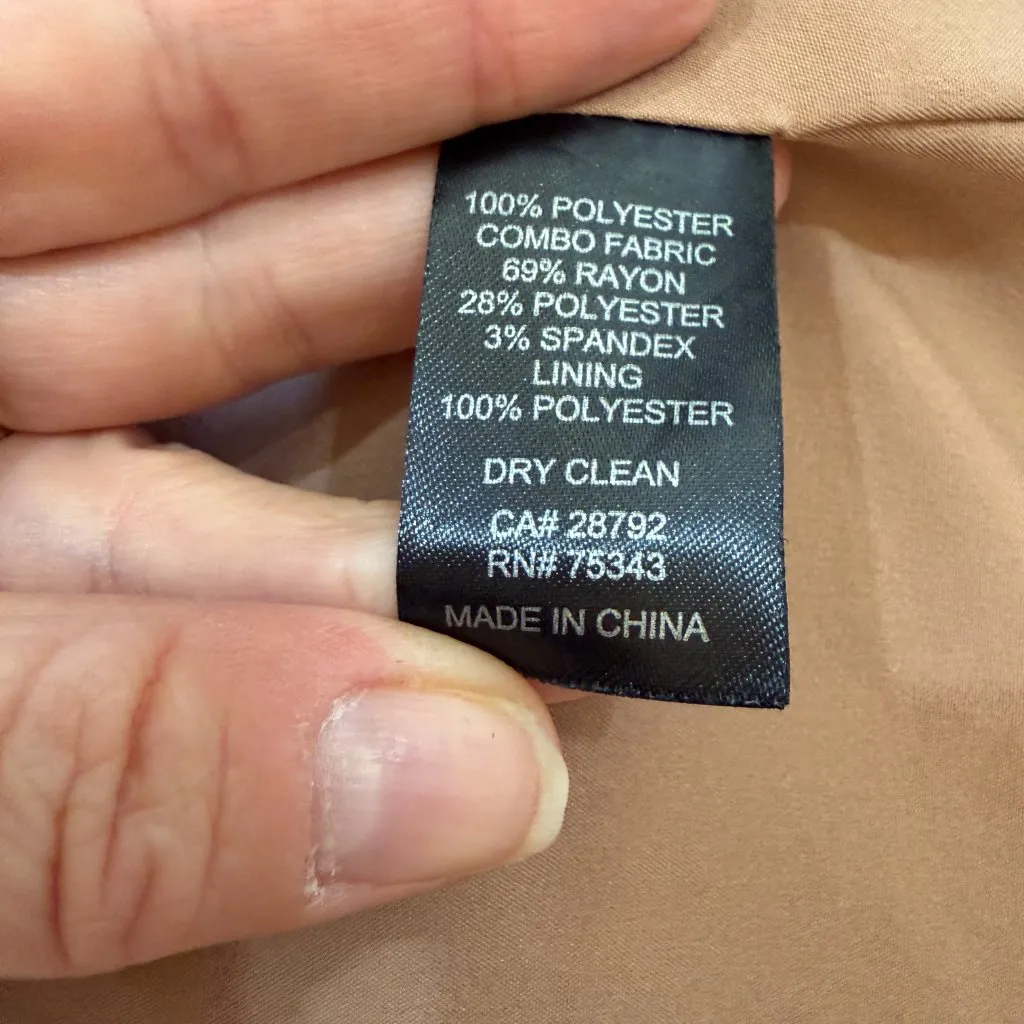 100% POLYESTER
COMBO FABRIC
69% RAYON
28% POLYESTER
3% SPANDEX
LINING
100% POLYESTER
DRY CLEAN
CA# 28792
RN# 75343
MADE IN CHINA